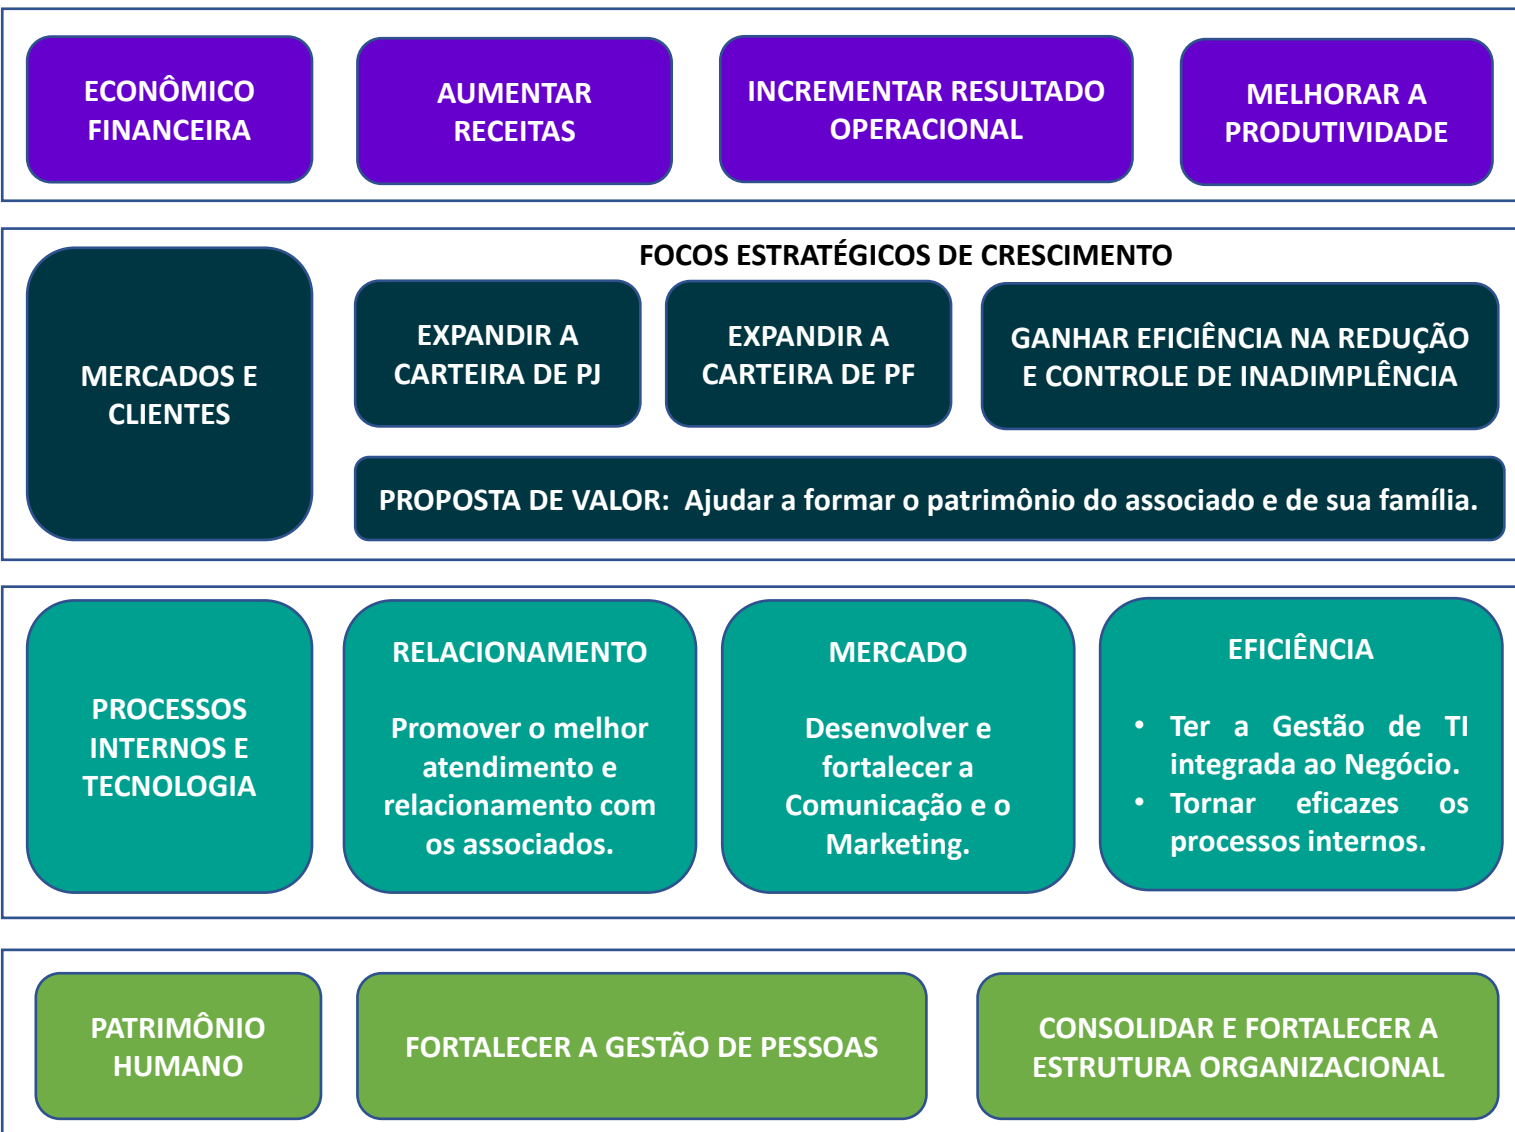 ECONÔMICO
FINANCEIRA
AUMENTAR
RECEITAS
INCREMENTAR RESULTADO
OPERACIONAL
MELHORAR A
PRODUTIVIDADE
FOCOS ESTRATÉGICOS DE CRESCIMENTO
MERCADOS E
CLIENTES
EXPANDIR A
CARTEIRA DE PJ
EXPANDIR A
CARTEIRA DE PF
GANHAR EFICIÊNCIA NA REDUÇÃO
E CONTROLE DE INADIMPLÊNCIA
PROPOSTA DE VALOR: Ajudar a formar o patrimônio do associado e de sua família.
PROCESSOS
INTERNOS E
TECNOLOGIA
RELACIONAMENTO
Promover o melhor
atendimento e
relacionamento com
os associados.
MERCADO
Desenvolver e
fortalecer a
Comunicação e o
Marketing.
EFICIÊNCIA
• Ter a Gestão de TI
integrada ao Negócio.
• Tornar eficazes os
processos internos.
PATRIMÔNIO
HUMANO
FORTALECER A GESTÃO DE PESSOAS
CONSOLIDAR E FORTALECER A
ESTRUTURA ORGANIZACIONAL